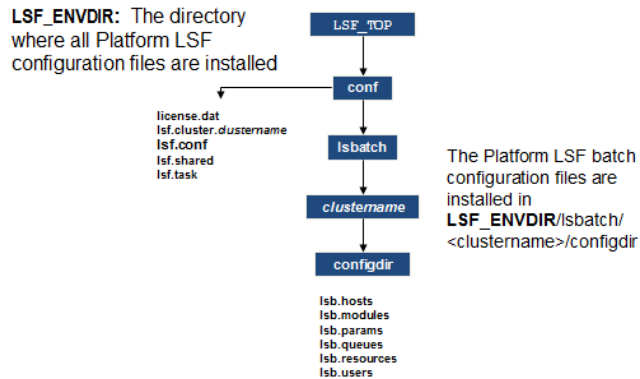 LSF_ENVDIR: The directory
where all Platform LSF
configuration files are installed
LSF_TOP
conf
license.dat
lsf.cluster.clustername
lsf.conf
lsf.shared
lsf.task
lsbatch
clustername
configdir
The Platform LSF batch
configuration files are
installed in
LSF_ENVDIR/lsbatch/
<clustername>/configdir
lsb.hosts
lsb.modules
lsb.params
lsb.queues
lsb.resources
lsb.users